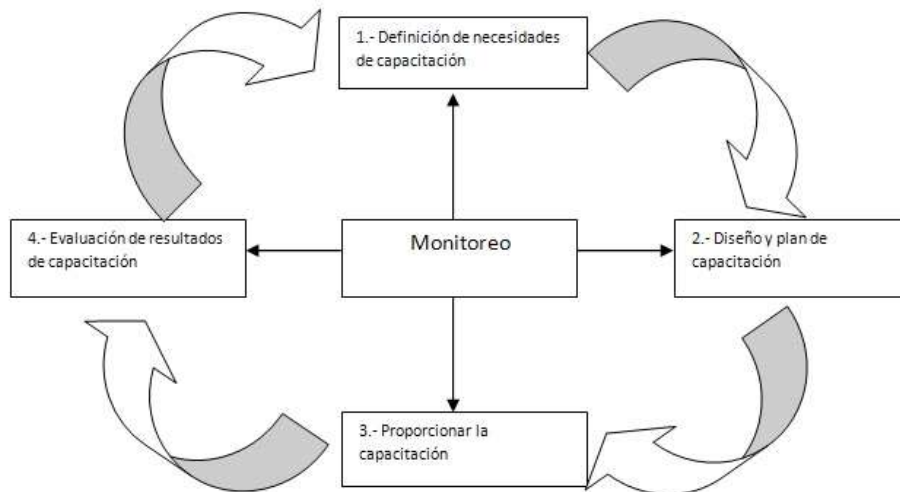 1.- Definición de necesidades
de capacitación
4.- Evaluación de resultados
de capacitación
Monitoreo
2.- Diseño y plan de
capacitación
3.- Proporcionar la
capacitación